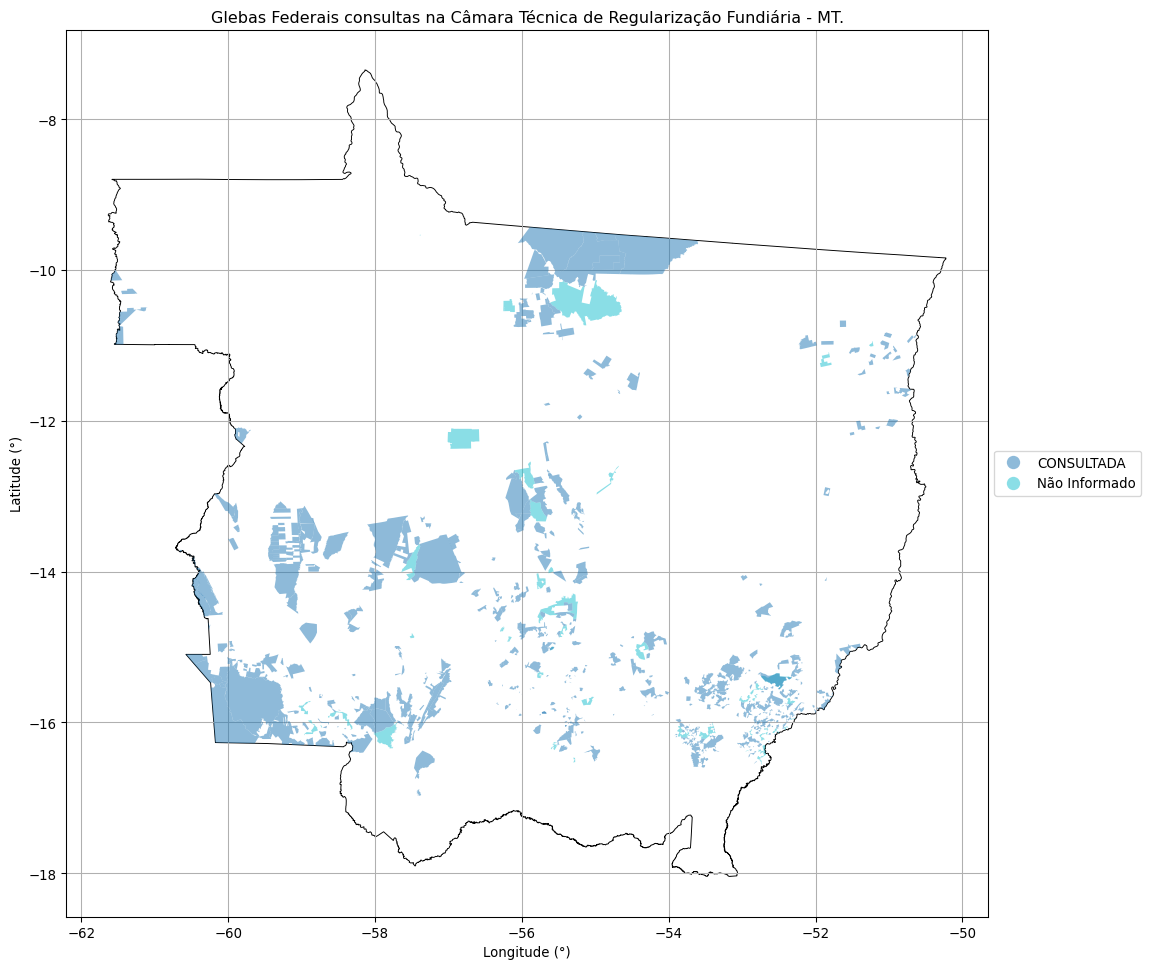 Glebas Federais consultas na Câmara Técnica de Regularização Fundiária - MT.
−8
−10
−12
−14
−16
−18
Latitude (°)
−62
−60
−58
−56
−54
−52
−50
Longitude (°)
CONSULTADA
Não Informado